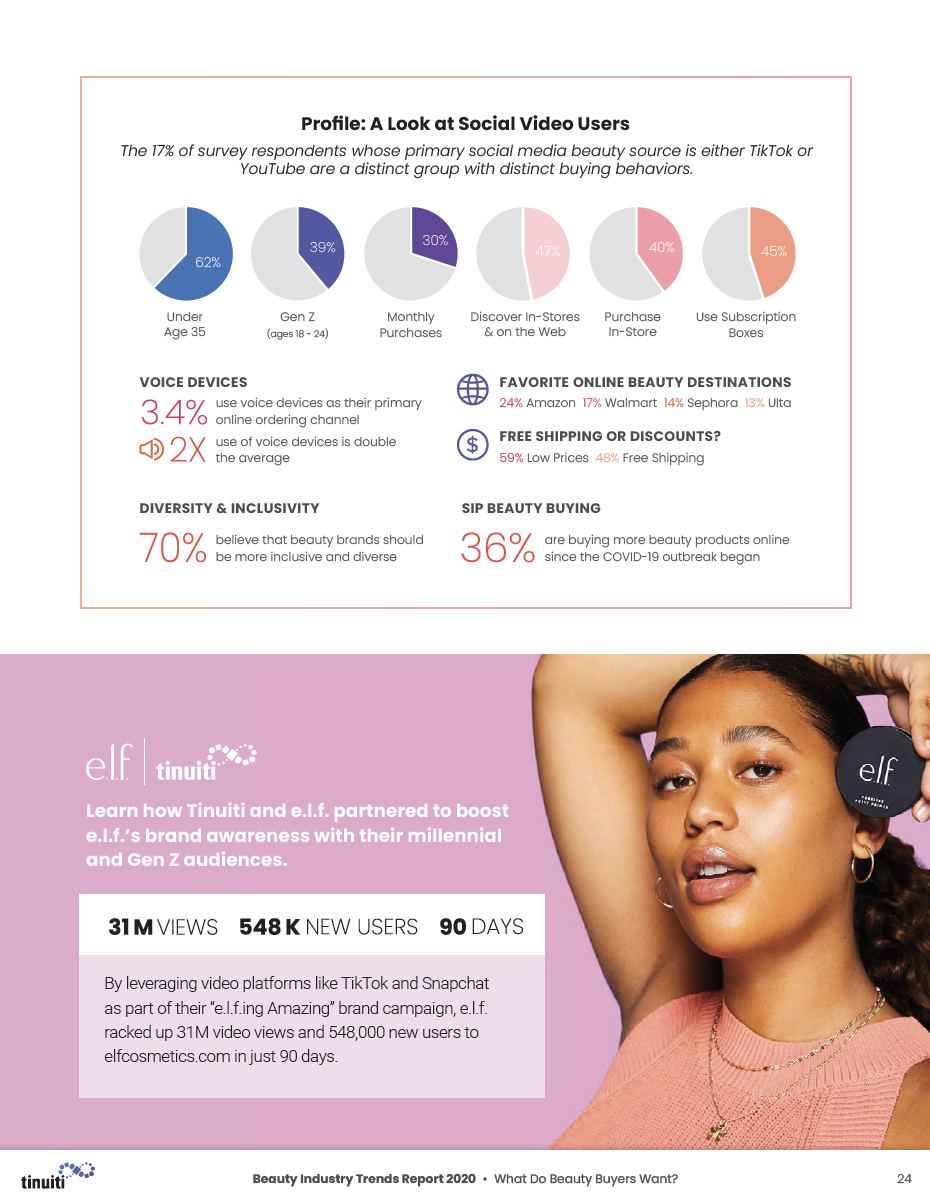 Profile: A Look at Social Video Users
The 17% of survey respondents whose primary social media beauty source is either TikTok or
YouTube are a distinct group with distinct buying behaviors.
62%
39%
30%
47%
40%
45%
Under
Age 35
Gen Z
(ages 18 - 24)
Monthly
Purchases
Discover In-Stores
& on the Web
Purchase
In-Store
Use Subscription
Boxes
VOICE DEVICES
3.4% use voice devices as their primary
online ordering channel
2X use of voice devices is double
the average
FAVORITE ONLINE BEAUTY DESTINATIONS
24% Amazon 17% Walmart 14% Sephora 13% Ulta
$
FREE SHIPPING OR DISCOUNTS?
59% Low Prices 48% Free Shipping
DIVERSITY & INCLUSIVITY
70% believe that beauty brands should
be more inclusive and diverse
SIP BEAUTY BUYING
36% are buying more beauty products online
since the COVID-19 outbreak began
e.l.f. tinuiti
Learn how Tinuiti and e.l.f. partnered to boost
e.l.f.'s brand awareness with their millennial
and Gen Z audiences.
31 M VIEWS 548 K NEW USERS 90 DAYS
By leveraging video platforms like TikTok and Snapchat
as part of their “e.l.f.ing Amazing” brand campaign, e.l.f.
racked up 31M video views and 548,000 new users to
elfcosmetics.com in just 90 days.
elf
PORELESS
PUTTY PRIMER
tinuiti
Beauty Industry Trends Report 2020 • What Do Beauty Buyers Want?
24